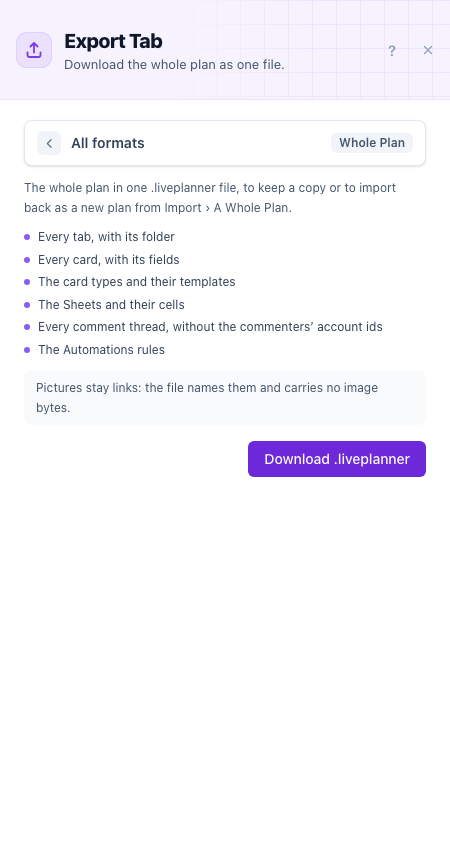 Export Tab
Download the whole plan as one file.
?
×
All formats
Whole Plan
The whole plan in one .liveplanner file, to keep a copy or to import
back as a new plan from Import › A Whole Plan.
Every tab, with its folder
Every card, with its fields
The card types and their templates
The Sheets and their cells
Every comment thread, without the commenters’ account ids
The Automations rules
Pictures stay links: the file names them and carries no image
bytes.
Download .liveplanner